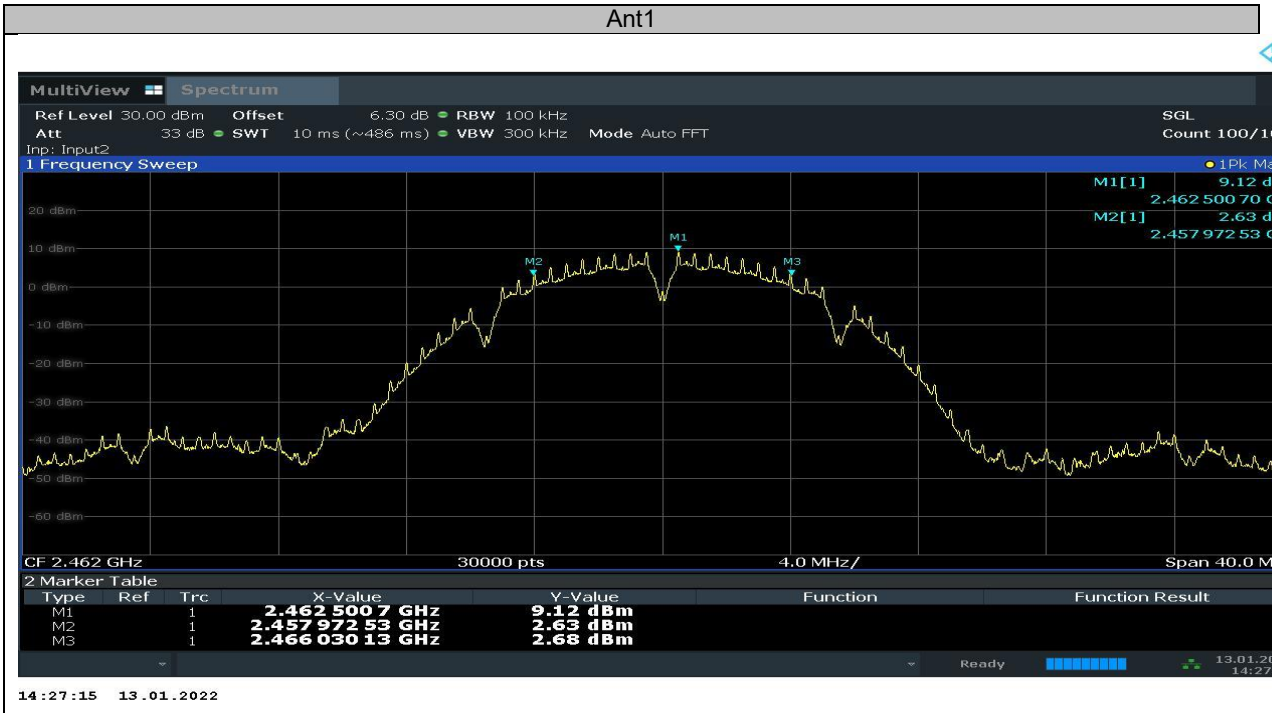 Ant1
MultiView Spectrum
Ref Level 30.00 dBm Offset 6.30 dB RBW 100 kHz SGL
Att 33 dB SWT 10 ms (~486 ms) VBW 300 kHz Mode Auto FFT Count 100/1
Inp: Input2
1 Frequency Sweep 1Pk Ma
M1[1] 9.12 d
2.462 500 70
20 dBm
M2[1] 2.63 d
2.457 972 53
M1
10 dBm
M2 M3
0 dBm
-10 dBm
-20 dBm
-30 dBm
-40 dBm
-50 dBm
-60 dBm
CF 2.462 GHz 30000 pts 4.0 MHz/ Span 40.0 M
2 Marker Table
Type Ref Trc X-Value Y-Value Function Function Result
M1 1 2.462 500 7 GHz 9.12 dBm
M2 1 2.457 972 53 GHz 2.63 dBm
M3 1 2.466 030 13 GHz 2.68 dBm
Ready 13.01.20
14:27
14:27:15 13.01.2022